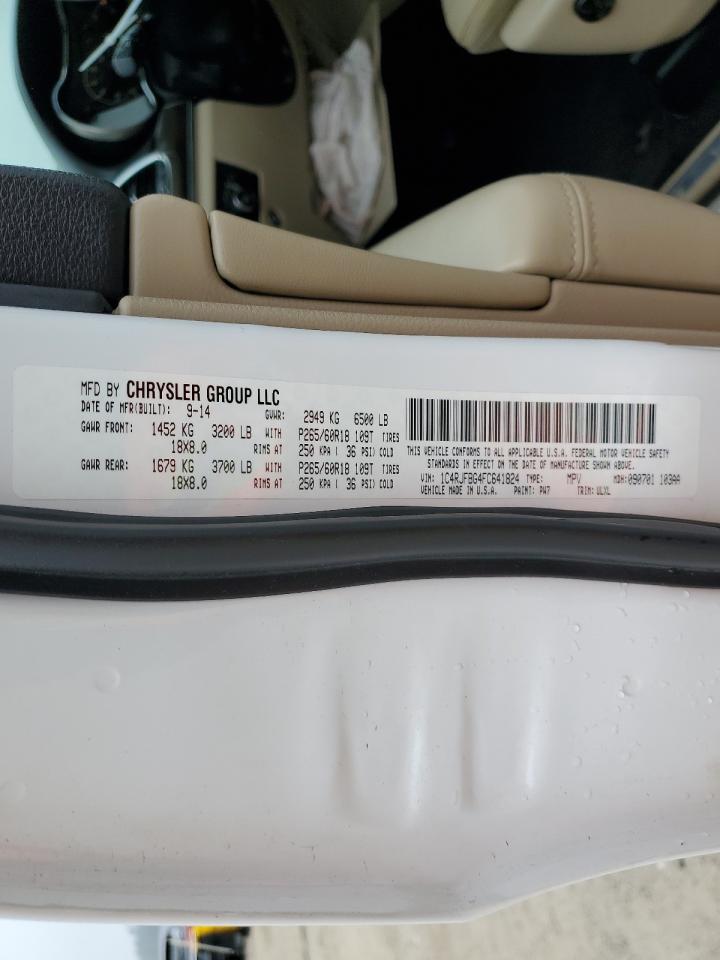 MFD BY CHRYSLER GROUP LLC
DATE OF MFR(BUILT): 9-14 GVWR: 2949 KG 6500 LB
GAWR FRONT: 1452 KG 3200 LB WITH P265/60R18 109T TIRES
18X8.0 RIMS AT 250 KPA ( 36 PSI) COLD
GAWR REAR: 1679 KG 3700 LB WITH P265/60R18 109T TIRES
18X8.0 RIMS AT 250 KPA ( 36 PSI) COLD
THIS VEHICLE CONFORMS TO ALL APPLICABLE U.S.A. FEDERAL MOTOR VEHICLE SAFETY
STANDARDS IN EFFECT ON THE DATE OF MANUFACTURE SHOWN ABOVE.
VIN: 1C4RJFBG4FC641824 TYPE: MPV MDH: 090701 103AA
VEHICLE MADE IN U.S.A. PAINT: PW7 TRIM: ULXL